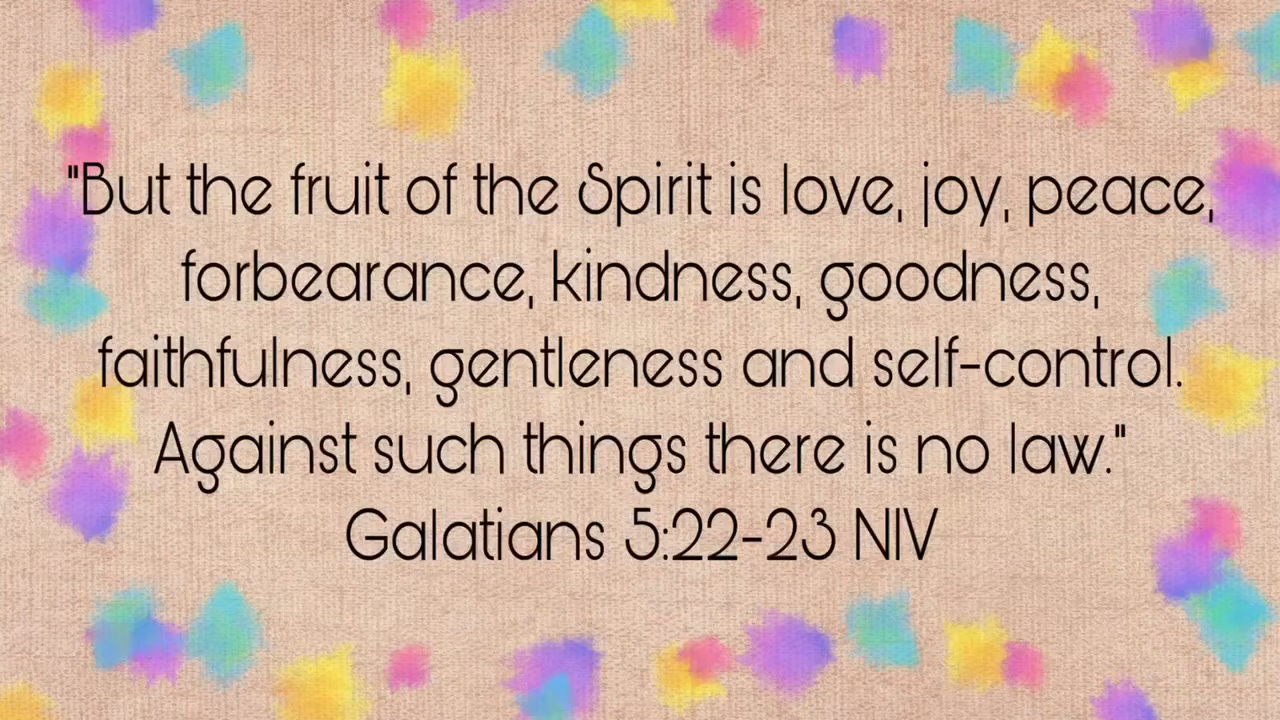 "But the fruit of the Spirit is love, joy, peace,
forbearance, kindness, goodness,
faithfulness, gentleness and self-control.
Against such things there is no law."
Galatians 5:22-23 NIV